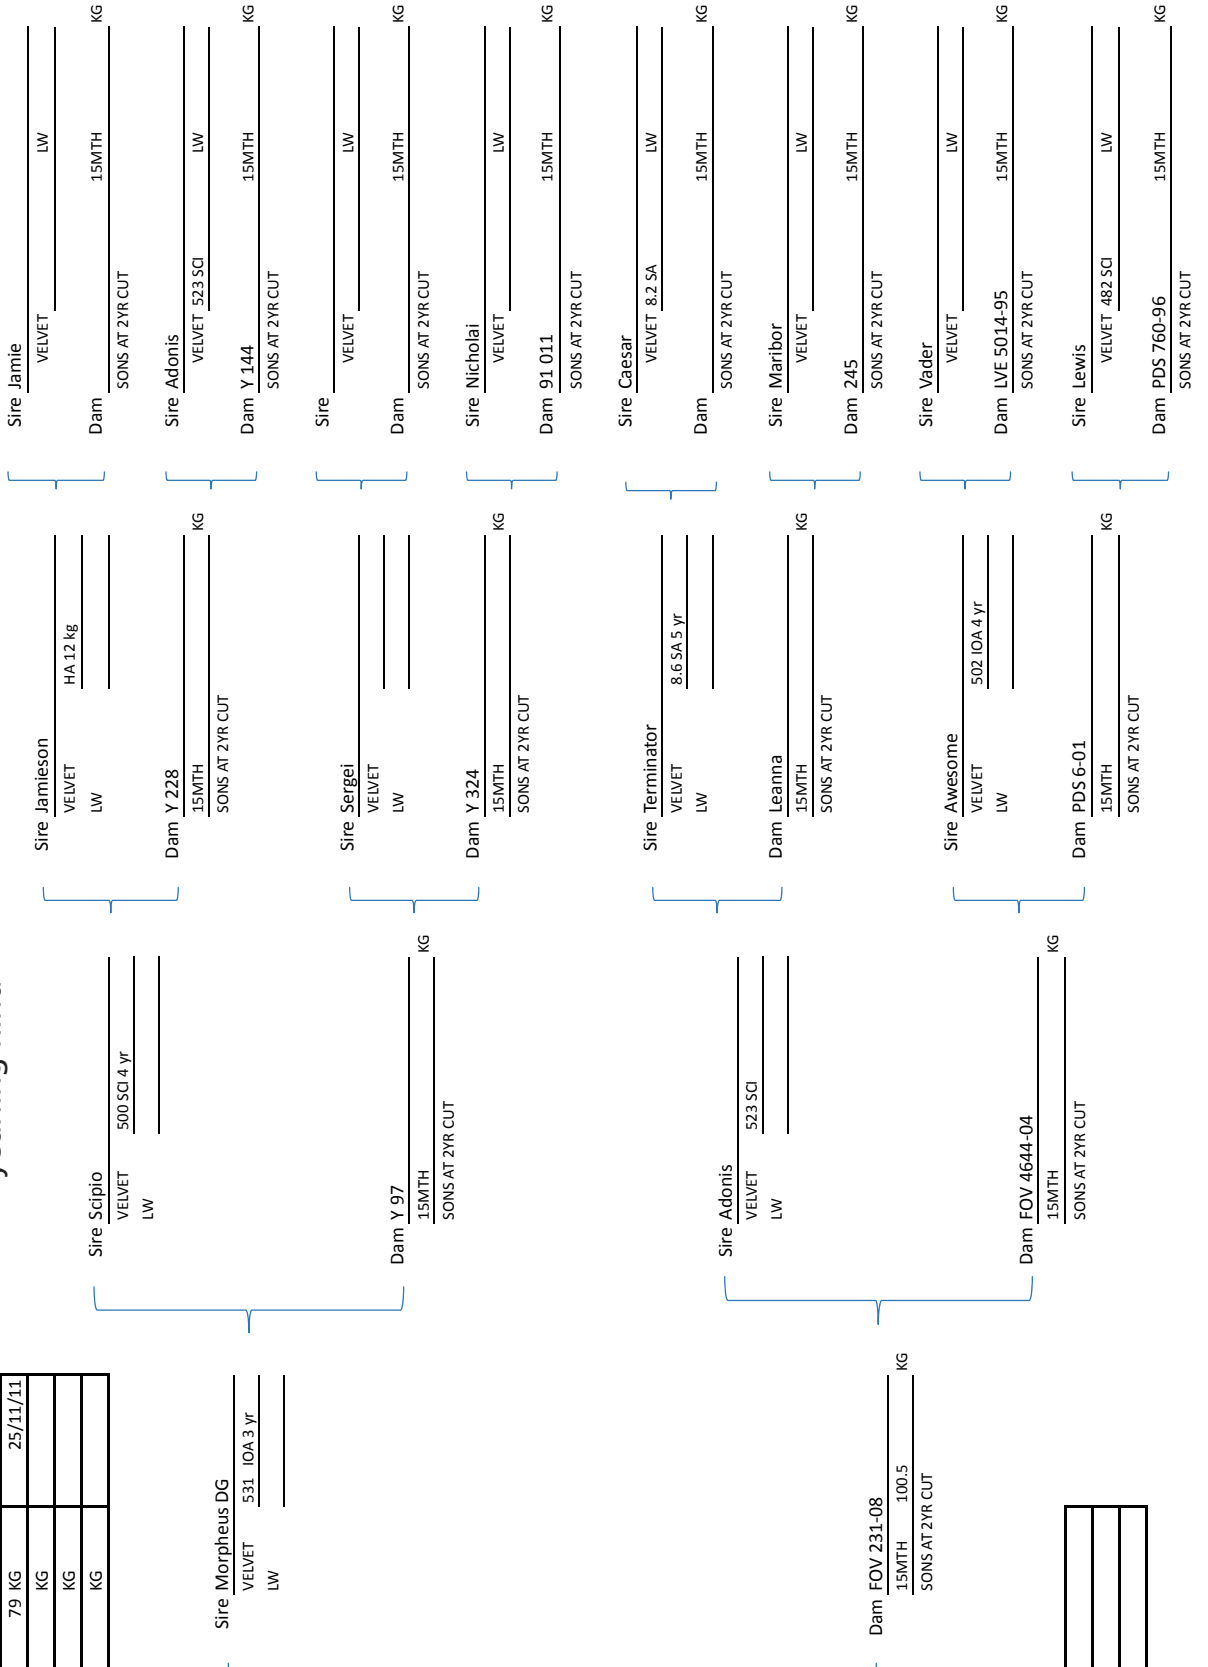 79 KG 25/11/11
KG
KG
KG
Sire Morpheus DG
VELVET 531 IOA 3 yr
LW
Dam FOV 231-08
15MTH 100.5 KG
SONS AT 2YR CUT
Sire Scipio
VELVET 500 SCI 4 yr
LW
Dam Y 97
15MTH KG
SONS AT 2YR CUT
Sire Adonis
VELVET 523 SCI
LW
Dam FOV 4644-04
15MTH KG
SONS AT 2YR CUT
Sire Jamieson
VELVET HA 12 kg
LW
Dam Y 228
15MTH KG
SONS AT 2YR CUT
Sire Sergei
VELVET
LW
Dam Y 324
15MTH KG
SONS AT 2YR CUT
Sire Terminator
VELVET 8.6 SA 5 yr
LW
Dam Leanna
15MTH KG
SONS AT 2YR CUT
Sire Awesome
VELVET 502 IOA 4 yr
LW
Dam PDS 6-01
15MTH KG
SONS AT 2YR CUT
Sire Jamie
VELVET LW
Dam 15MTH KG
SONS AT 2YR CUT
Sire Adonis
VELVET 523 SCI LW
Dam Y 144 15MTH KG
SONS AT 2YR CUT
Sire
VELVET LW
Dam 15MTH KG
SONS AT 2YR CUT
Sire Nicholai
VELVET LW
Dam 91 011 15MTH KG
SONS AT 2YR CUT
Sire Caesar
VELVET 8.2 SA LW
Dam 15MTH KG
SONS AT 2YR CUT
Sire Maribor
VELVET LW
Dam 245 15MTH KG
SONS AT 2YR CUT
Sire Vader
VELVET LW
Dam LVE 5014-95 15MTH KG
SONS AT 2YR CUT
Sire Lewis
VELVET 482 SCI LW
Dam PDS 760-96 15MTH KG
SONS AT 2YR CUT